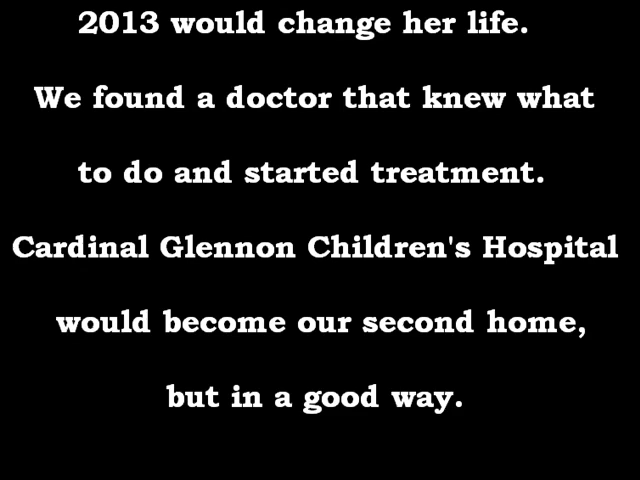 2013 would change her life.
We found a doctor that knew what
to do and started treatment.
Cardinal Glennon Children's Hospital
would become our second home,
but in a good way.